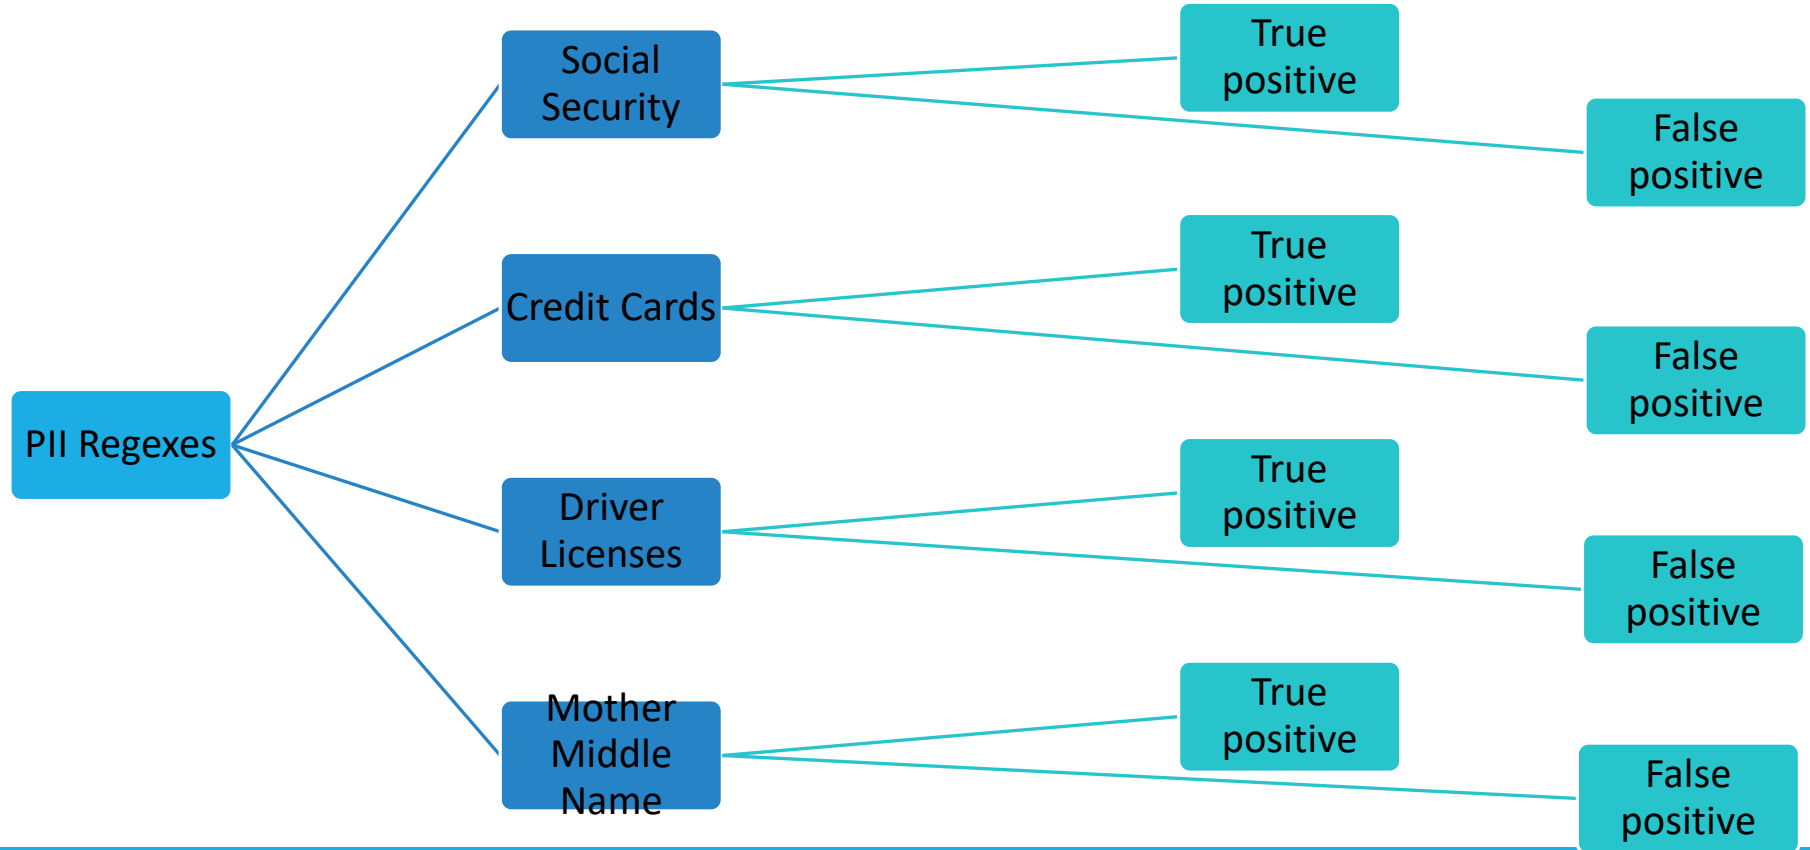 PII Regexes
Social
Security
True
positive
False
positive
Credit Cards
True
positive
False
positive
Driver
Licenses
True
positive
False
positive
Mother
Middle
Name
True
positive
False
positive